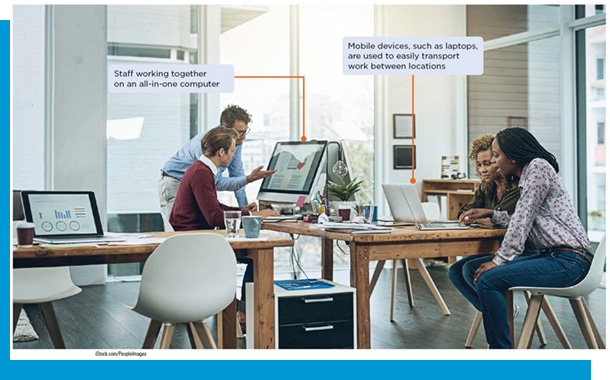 Staff working together
on an all-in-one computer
Mobile devices, such as laptops,
are used to easily transport
work between locations
iStock.com/PeopleImages